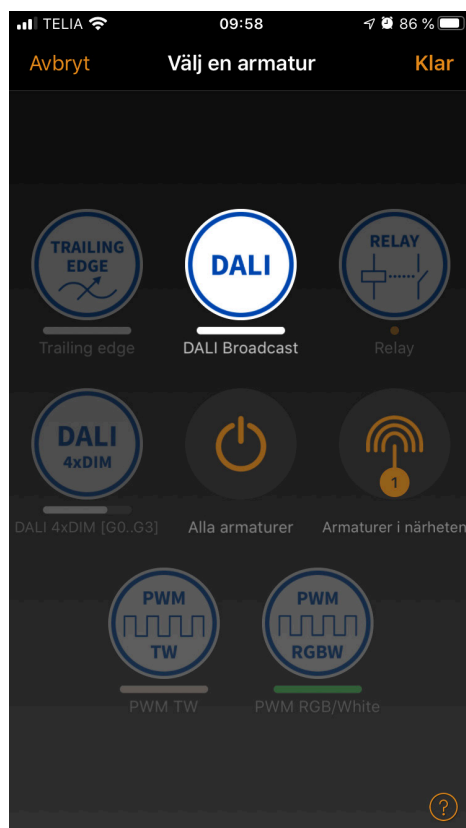 TELIA 09:58 86 %
Avbryt Välj en armatur Klar
TRAILING
EDGE
Trailing edge
DALI
DALI Broadcast
RELAY
Relay
DALI
4xDIM
DALI 4xDIM [G0..G3]
Alla armaturer
1
Armaturer i närheten
PWM
TW
PWM TW
PWM
RGBW
PWM RGB/White
?